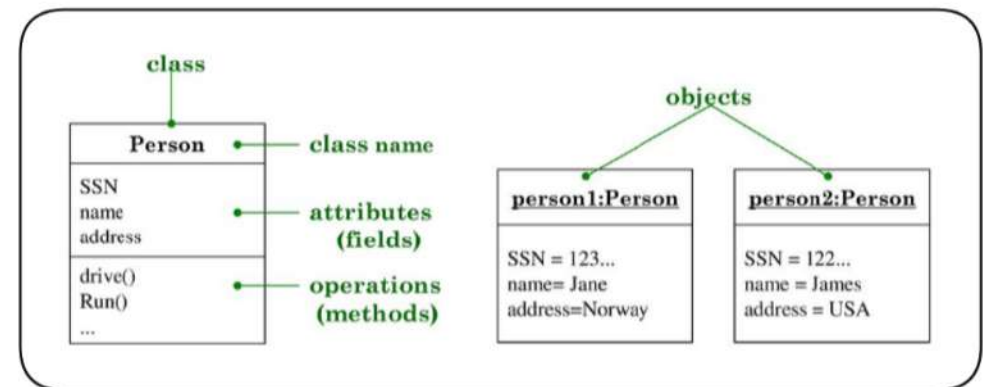 class
Person
class name
SSN
name
address
attributes
(fields)
drive()
Run()
...
operations
(methods)
objects
person1:Person
SSN = 123...
name= Jane
address=Norway
person2:Person
SSN = 122...
name = James
address = USA